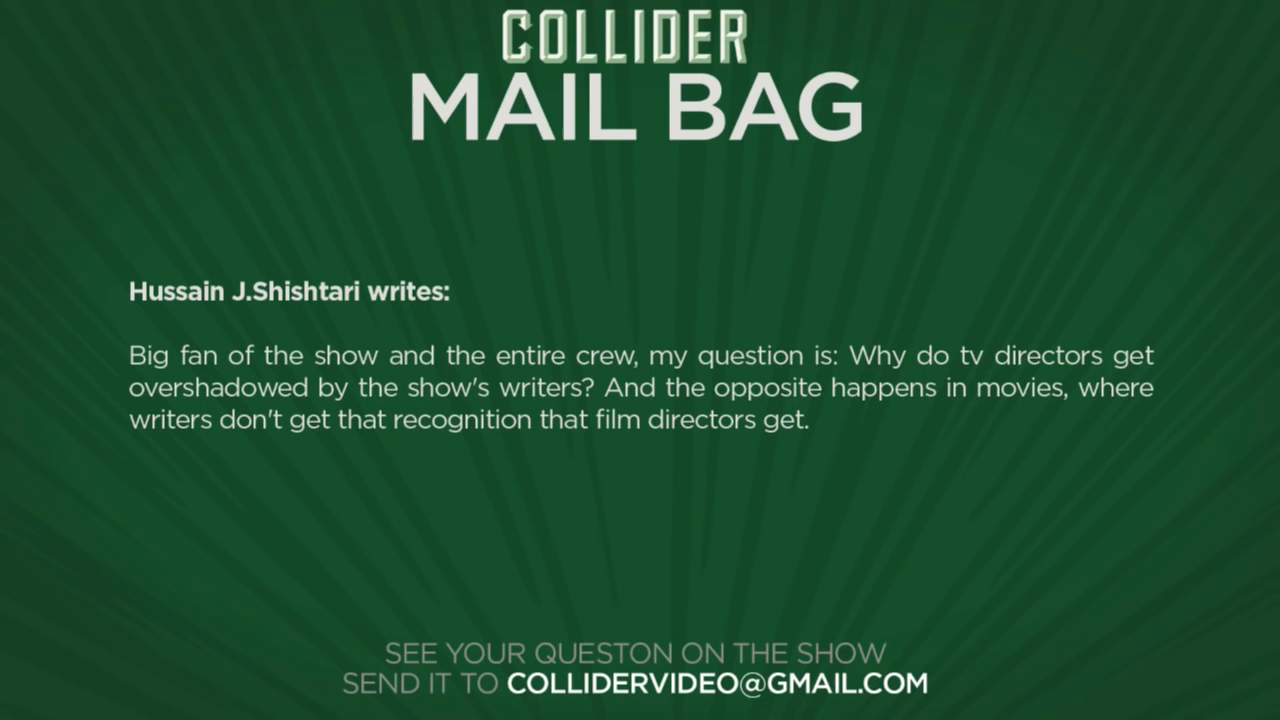 COLLIDER
MAIL BAG
Hussain J.Shishtari writes:
Big fan of the show and the entire crew, my question is: Why do tv directors get
overshadowed by the show's writers? And the opposite happens in movies, where
writers don't get that recognition that film directors get.
SEE YOUR QUESTON ON THE SHOW
SEND IT TO COLLIDERVIDEO@GMAIL.COM